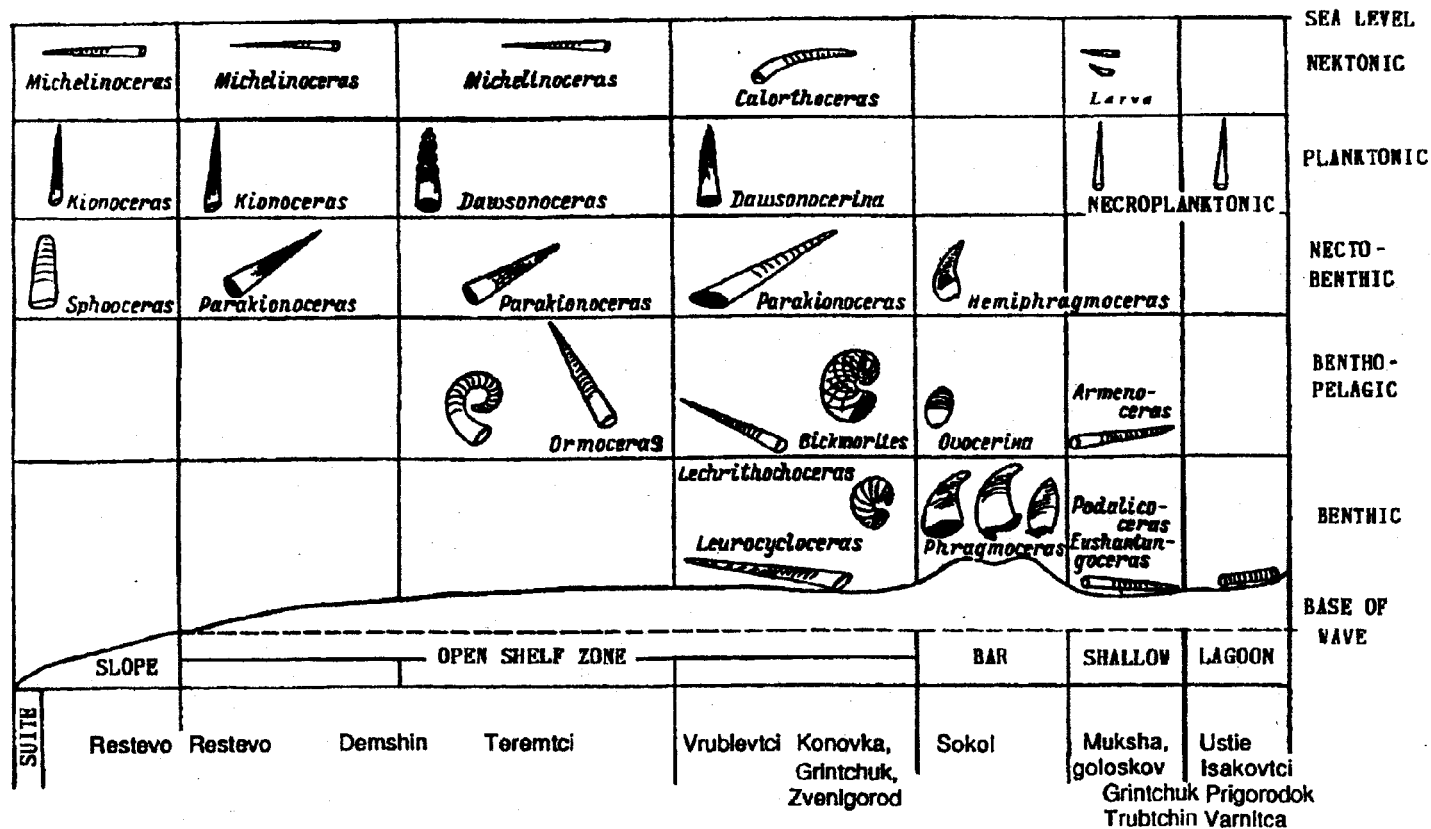 SEA LEVEL
NEKTONIC
Michelinoceras Michelinoceras Michelinoceras Calorthoceras Larva
PLANKTONIC
Kionoceras Kionoceras Dawsonoceras Dawsonocerina NECROPLANKTONIC
NECTO-
BENTHIC
Sphooceras Parakionoceras Parakionoceras Parakionoceras Hemiphragmoceras
BENTHO-
PELAGIC
Armeno-
ceras
Ormoceras Bickmorites Ovocerina
Lechrithochoceras
BENTHIC
Podalico-
ceras
Leurocycloceras Phragmoceras Eushantun-
goceras
BASE OF
WAVE
SLOPE OPEN SHELF ZONE BAR SHALLOW LAGOON
SUITE
Restevo Restevo Demshin Teremtci Vrublevtci Konovka, Sokol Muksha, Ustie
Grintchuk, goloskov Isakovtci
Zvenigorod Grintchuk Prigorodok
Trubtchin Varnitca